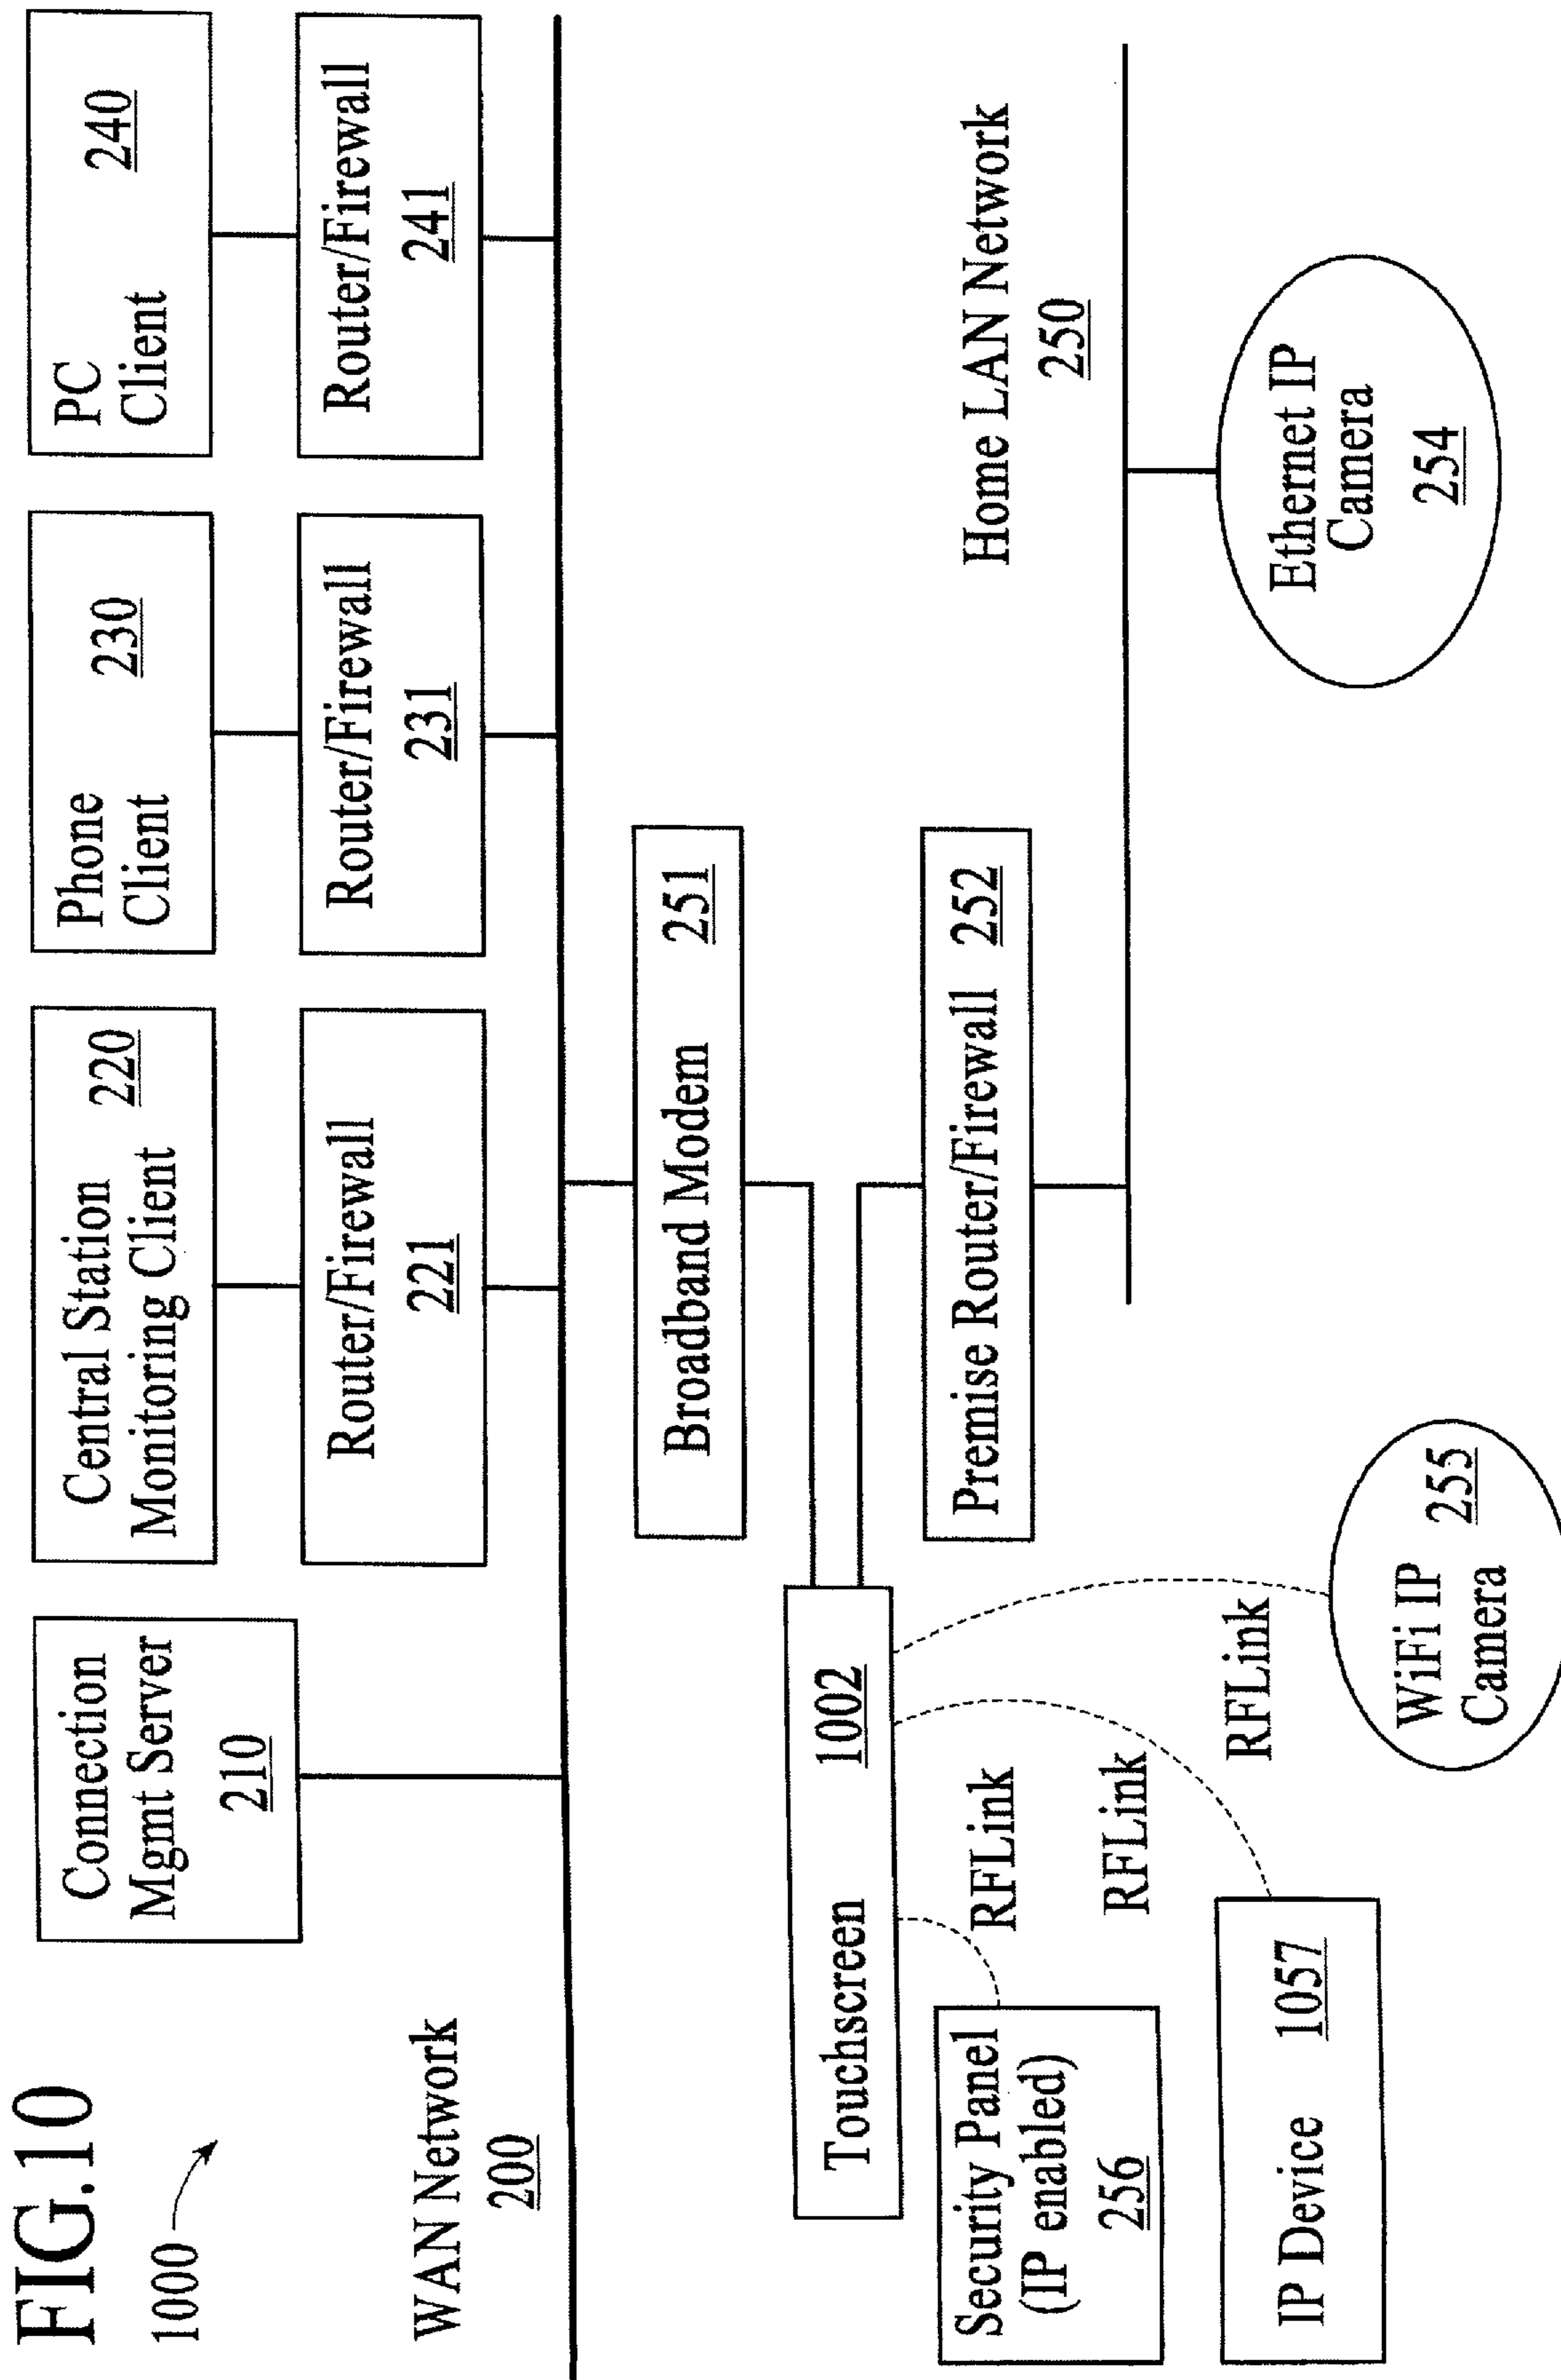 FIG.10
1000
Connection
Mgmt Server
210
Central Station
Monitoring Client 220
Phone
Client 230
PC
Client 240
Router/Firewall
221
Router/Firewall
231
Router/Firewall
241
WAN Network
200
Broadband Modem 251
Touchscreen 1002
Premise Router/Firewall 252
Home LAN Network
250
Security Panel
(IP enabled)
256
RFLink
RFLink
RFLink
IP Device 1057
WiFi IP 255
Camera
Ethernet IP
Camera
254